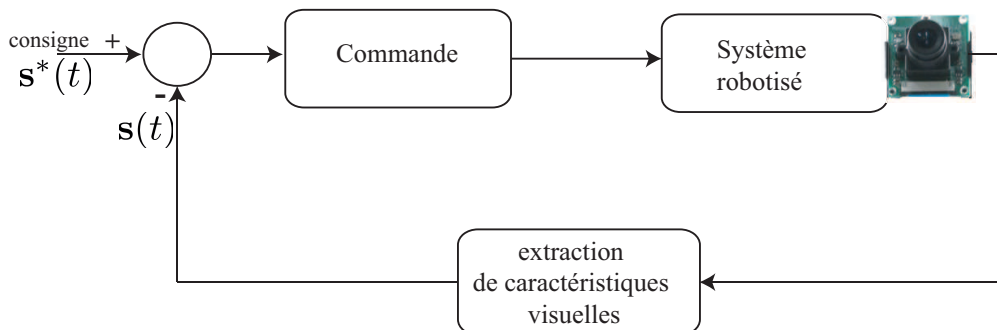 consigne +
s*(t)
-
s(t)
Commande
Système
robotisé
extraction
de caractéristiques
visuelles